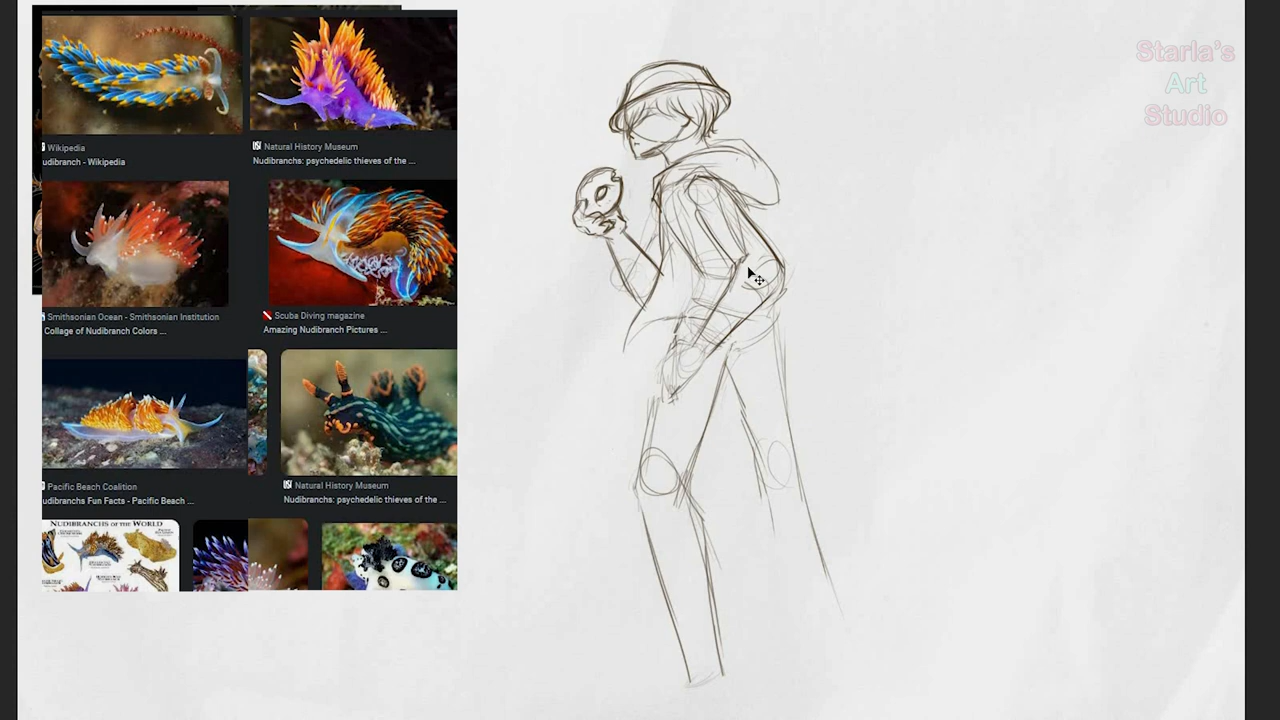 Starla's
Art
Studio
Wikipedia
udibranch - Wikipedia
Natural History Museum
Nudibranchs: psychedelic thieves of the ...
Smithsonian Ocean - Smithsonian Institution
Collage of Nudibranch Colors ...
Scuba Diving magazine
Amazing Nudibranch Pictures ...
Pacific Beach Coalition
udibranchs Fun Facts - Pacific Beach ...
Natural History Museum
Nudibranchs: psychedelic thieves of the ...
NUDIBRANCHS OF THE WORLD